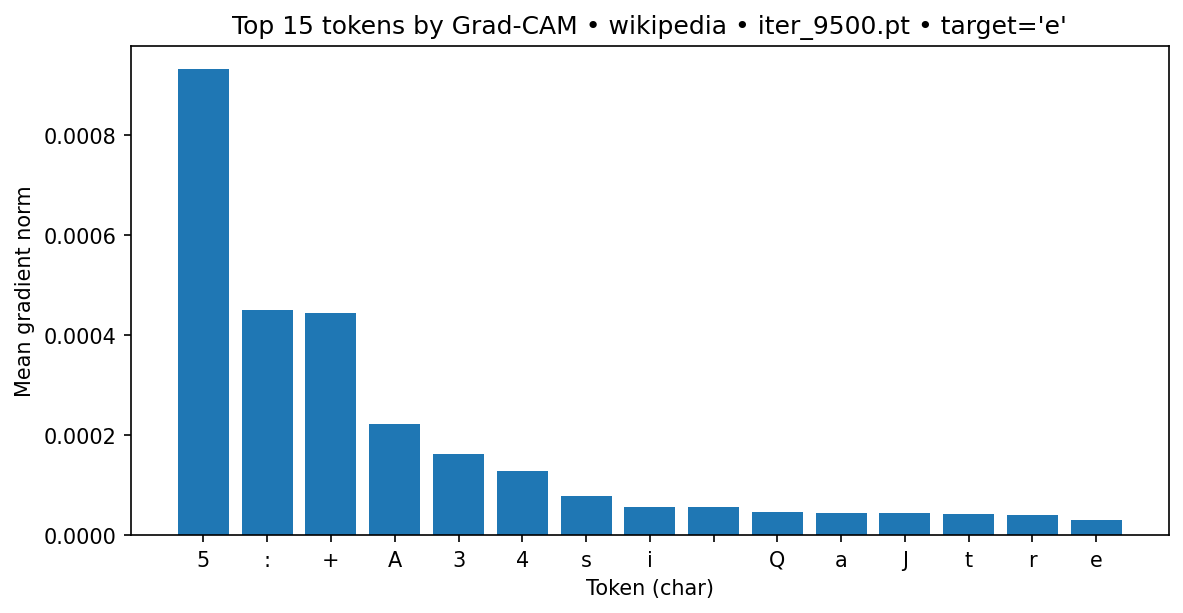 Top 15 tokens by Grad-CAM • wikipedia • iter_9500.pt • target='e'
Mean gradient norm
0.0008
0.0006
0.0004
0.0002
0.0000
5 : + A 3 4 s i Q a J t r e
Token (char)